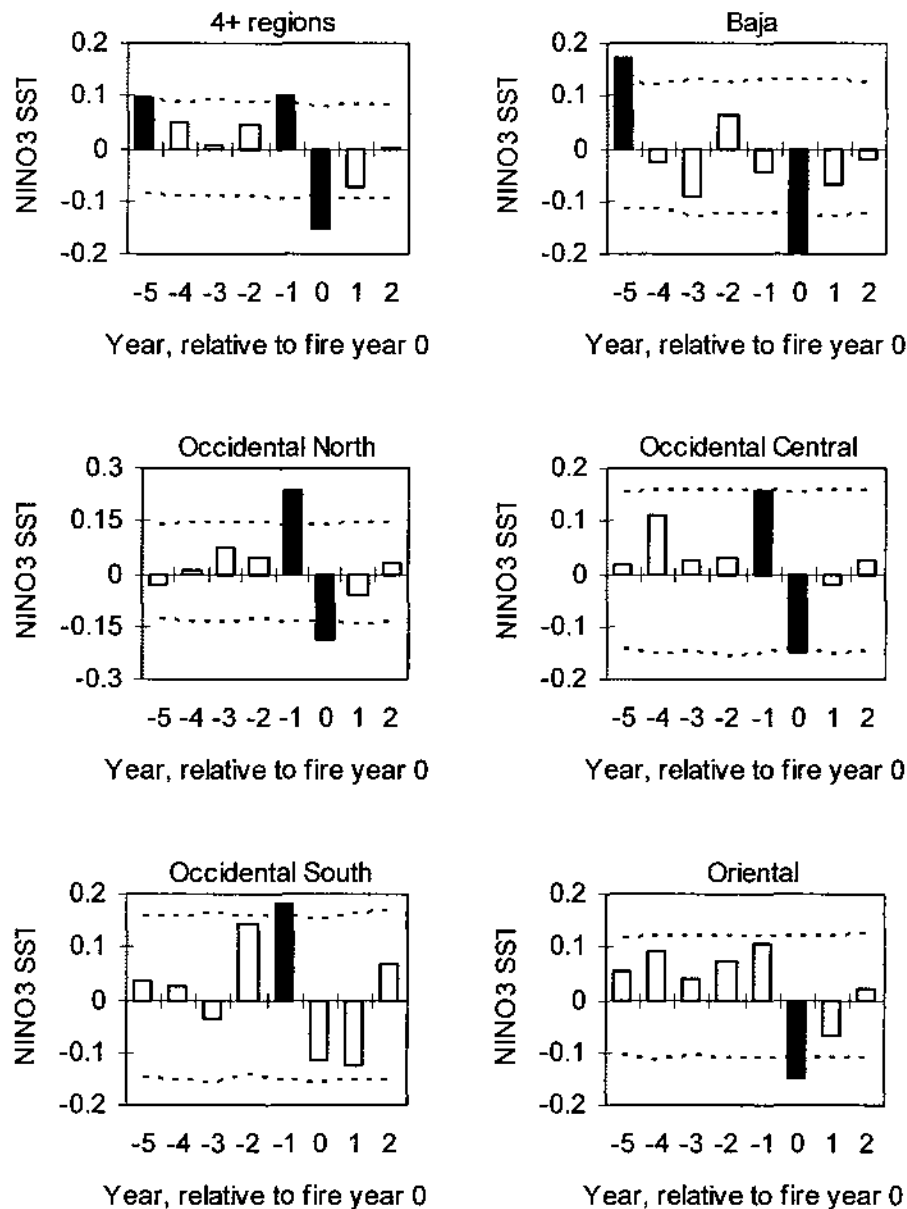 4+ regions
0.2
0.1
0
-0.1
-0.2
NINO3 SST
-5 -4 -3 -2 -1 0 1 2
Year, relative to fire year 0
Baja
0.2
0.1
0
-0.1
-0.2
NINO3 SST
-5 -4 -3 -2 -1 0 1 2
Year, relative to fire year 0
Occidental North
0.3
0.15
0
-0.15
-0.3
NINO3 SST
-5 -4 -3 -2 -1 0 1 2
Year, relative to fire year 0
Occidental Central
0.2
0.1
0
-0.1
-0.2
NINO3 SST
-5 -4 -3 -2 -1 0 1 2
Year, relative to fire year 0
Occidental South
0.2
0.1
0
-0.1
-0.2
NINO3 SST
-5 -4 -3 -2 -1 0 1 2
Year, relative to fire year 0
Oriental
0.2
0.1
0
-0.1
-0.2
NINO3 SST
-5 -4 -3 -2 -1 0 1 2
Year, relative to fire year 0